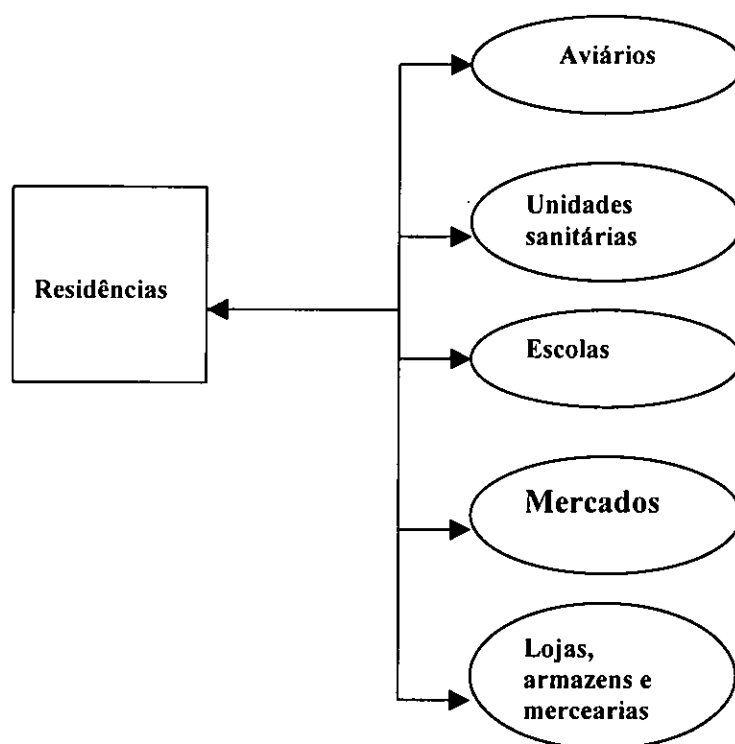 Aviários
Unidades
sanitárias
Residências
Escolas
Mercados
Lojas,
armazens e
mercearias